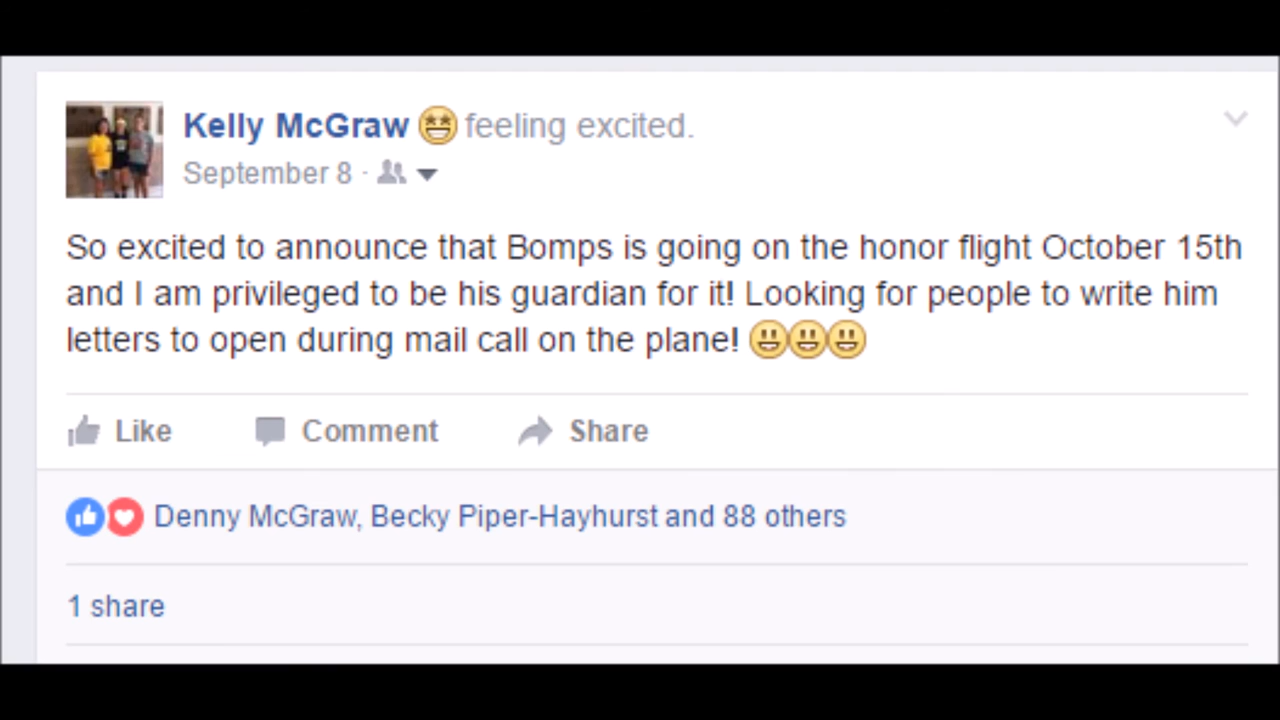 Kelly McGraw 😁 feeling excited.
September 8 ·
So excited to announce that Bomps is going on the honor flight October 15th
and I am privileged to be his guardian for it! Looking for people to write him
letters to open during mail call on the plane! 😃😃😃
Like Comment Share
Denny McGraw, Becky Piper-Hayhurst and 88 others
1 share